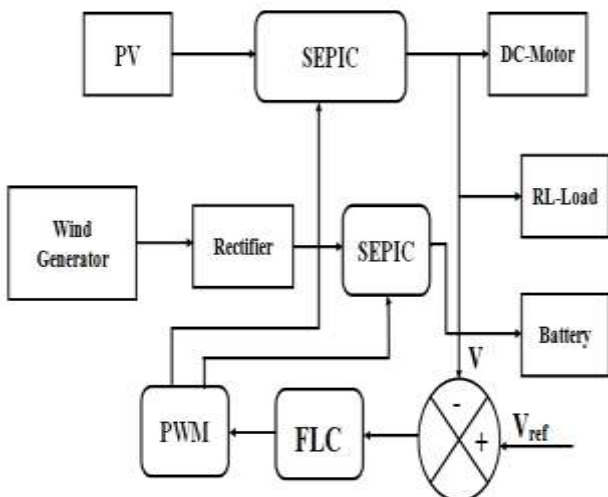 PV
SEPIC
DC-Motor
RL-Load
Wind
Generator
Rectifier
SEPIC
Battery
V
PWM
FLC
-
+
Vref